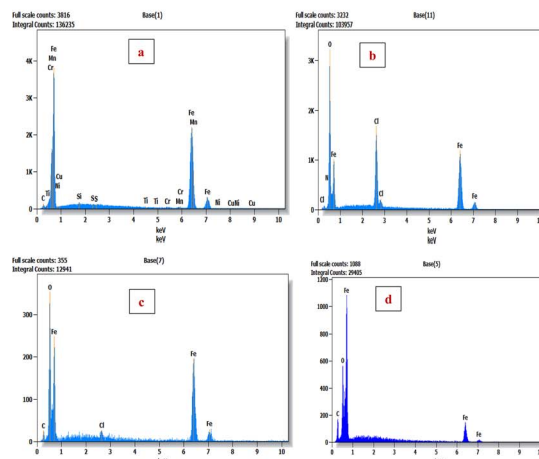 Full scale counts: 3816 Base(1)
Integral Counts: 136235
a
Fe
Mn
Cr
4K
3K
2K
1K
0
C Ti Cu Ni Si S S Ti Ti Cr Cr Mn Fe Mn Fe Ni Cu Ni Cu
0 1 2 3 4 5 6 7 8 9 10
keV
keV
Full scale counts: 3232 Base(11)
Integral Counts: 103957
b
O
3K
2K
1K
0
Cl N Fe Cl Cl Fe Fe
0 1 2 3 4 5 6 7 8 9 10
keV
keV
Full scale counts: 355 Base(7)
Integral Counts: 12941
c
O
Fe
300
200
100
0
C Cl Fe Fe
0 1 2 3 4 5 6 7 8 9 10
keV
Full scale counts: 1088 Base(5)
Integral Counts: 29405
d
Fe
1200
1000
800
600
400
200
0
C O Fe Fe
0 1 2 3 4 5 6 7 8 9
keV